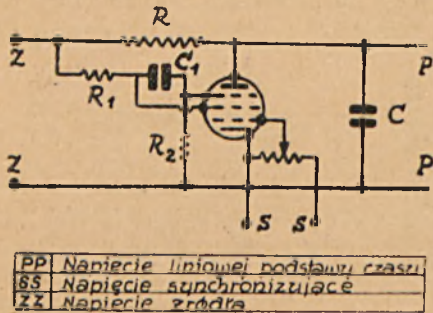 R
Z
P
C₁
R₁
C
R₂
Z
P
S
S
PP Napięcie liniowej podstawy czasu
SS Napięcie synchronizujące
ZZ Napięcie źródła